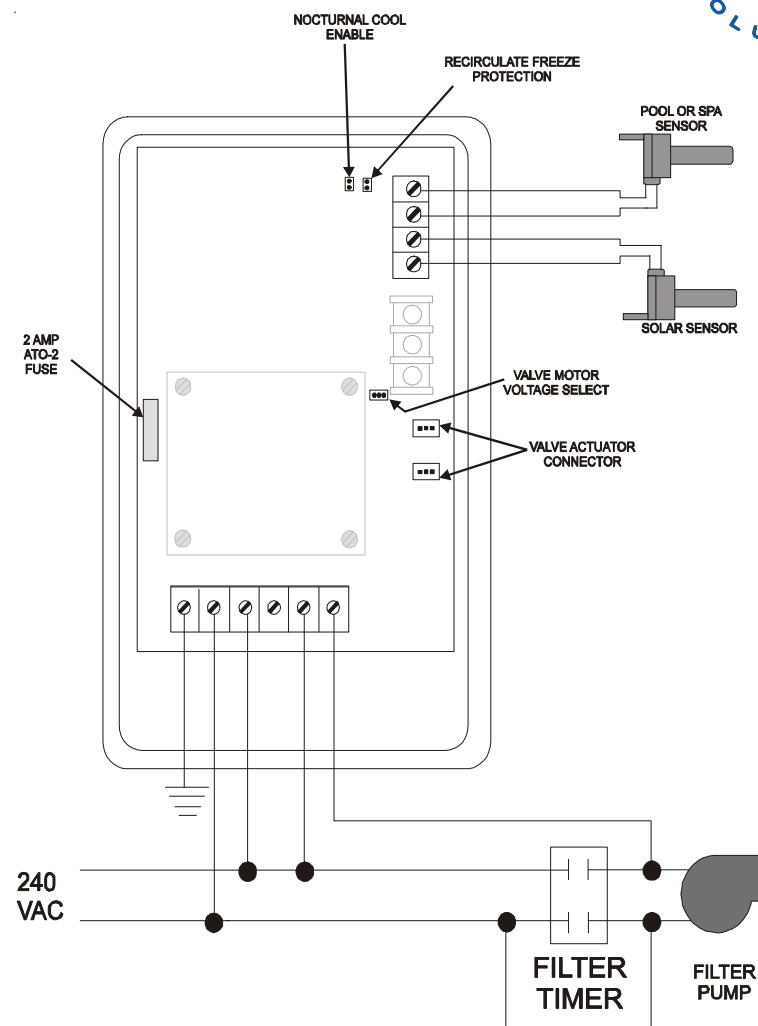 O L U
NOCTURNAL COOL
ENABLE
RECIRCULATE FREEZE
PROTECTION
POOL OR SPA
SENSOR
SOLAR SENSOR
2 AMP
ATO-2
FUSE
VALVE MOTOR
VOLTAGE SELECT
VALVE ACTUATOR
CONNECTOR
240
VAC
FILTER
TIMER
FILTER
PUMP